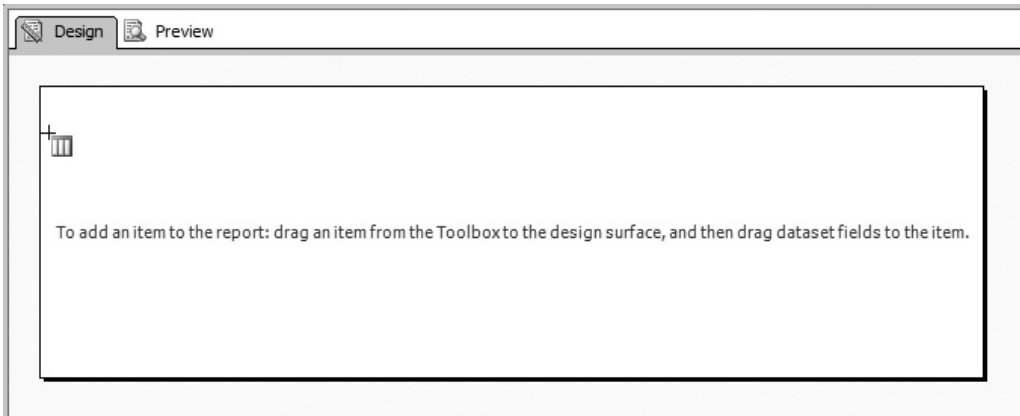 Design Preview
To add an item to the report: drag an item from the Toolbox to the design surface, and then drag dataset fields to the item.